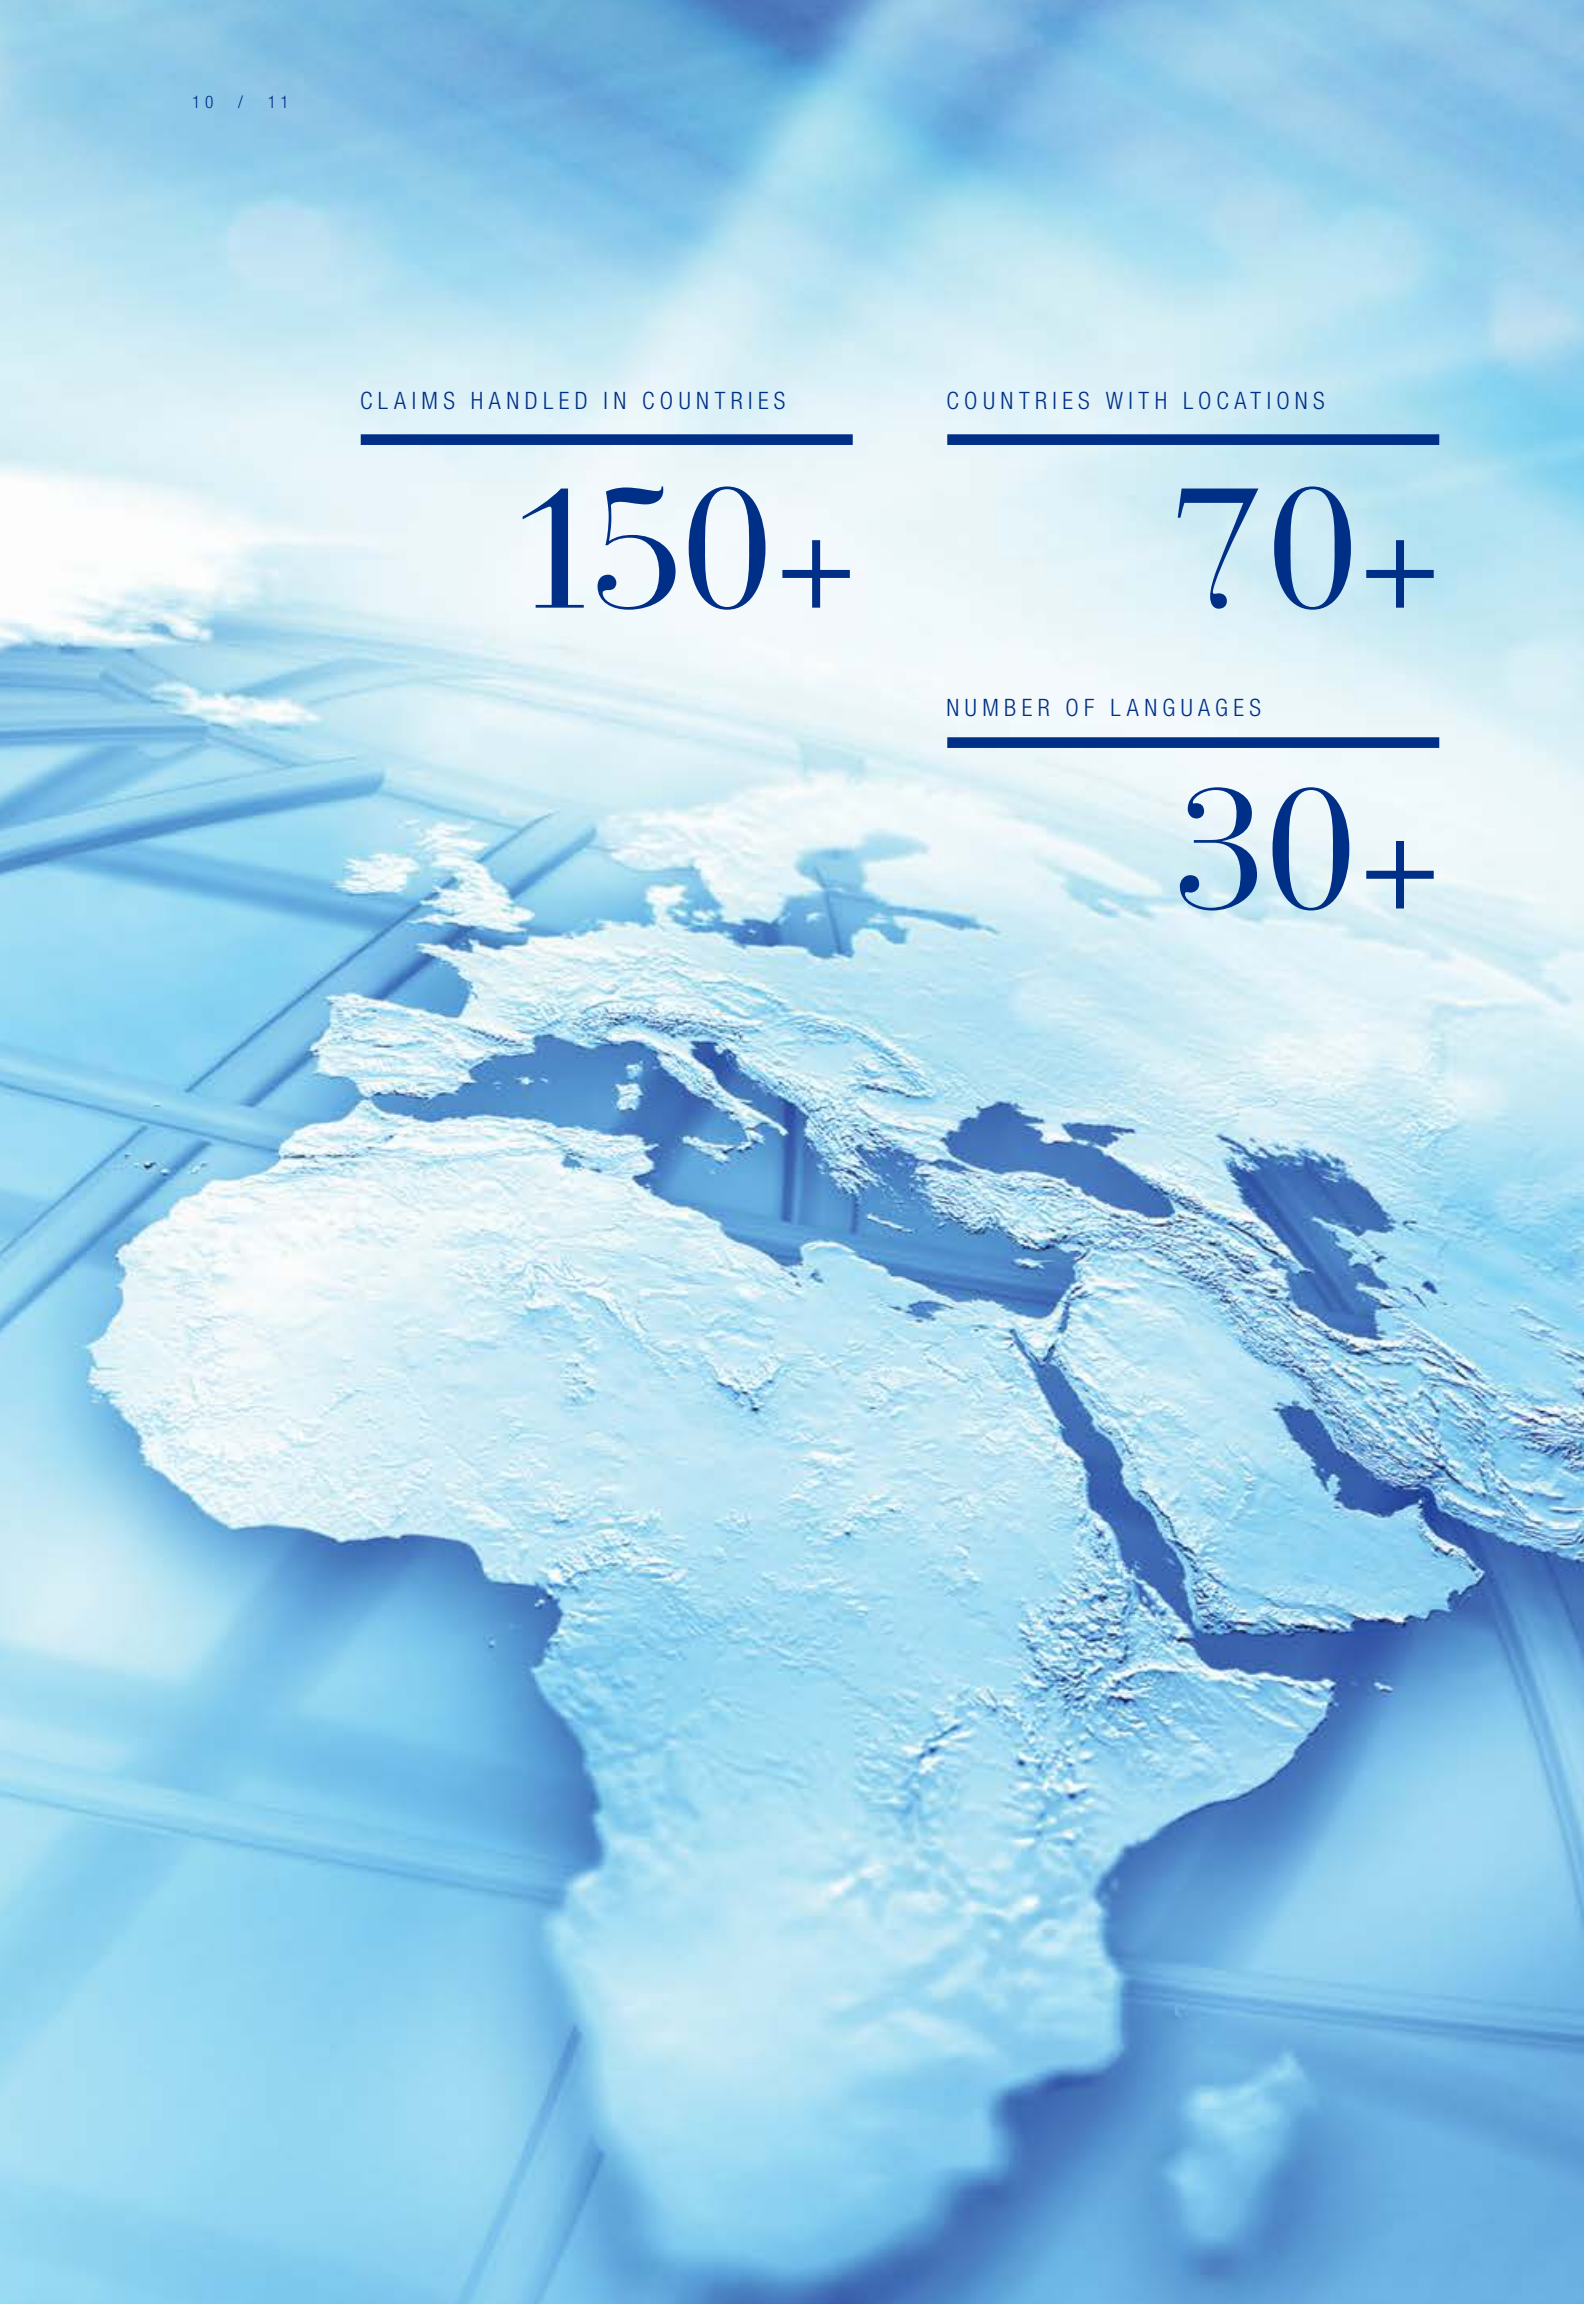 10 / 11
CLAIMS HANDLED IN COUNTRIES
150+
COUNTRIES WITH LOCATIONS
70+
NUMBER OF LANGUAGES
30+